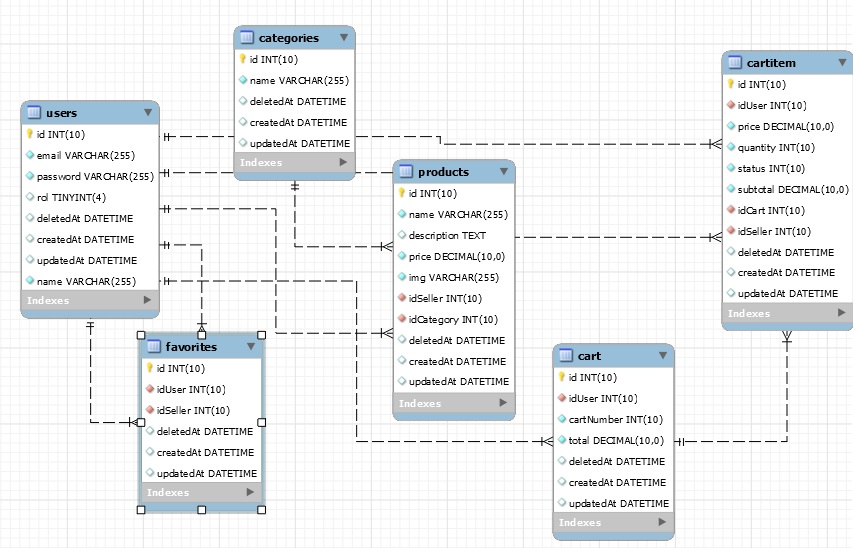 categories
id INT(10)
name VARCHAR(255)
deletedAt DATETIME
createdAt DATETIME
updatedAt DATETIME
Indexes
users
id INT(10)
email VARCHAR(255)
password VARCHAR(255)
rol TINYINT(4)
deletedAt DATETIME
createdAt DATETIME
updatedAt DATETIME
name VARCHAR(255)
Indexes
products
id INT(10)
name VARCHAR(255)
description TEXT
price DECIMAL(10,0)
img VARCHAR(255)
idSeller INT(10)
idCategory INT(10)
deletedAt DATETIME
createdAt DATETIME
updatedAt DATETIME
Indexes
cartitem
id INT(10)
idUser INT(10)
price DECIMAL(10,0)
quantity INT(10)
status INT(10)
subtotal DECIMAL(10,0)
idCart INT(10)
idSeller INT(10)
deletedAt DATETIME
createdAt DATETIME
updatedAt DATETIME
Indexes
favorites
id INT(10)
idUser INT(10)
idSeller INT(10)
deletedAt DATETIME
createdAt DATETIME
updatedAt DATETIME
Indexes
cart
id INT(10)
idUser INT(10)
cartNumber INT(10)
total DECIMAL(10,0)
deletedAt DATETIME
createdAt DATETIME
updatedAt DATETIME
Indexes